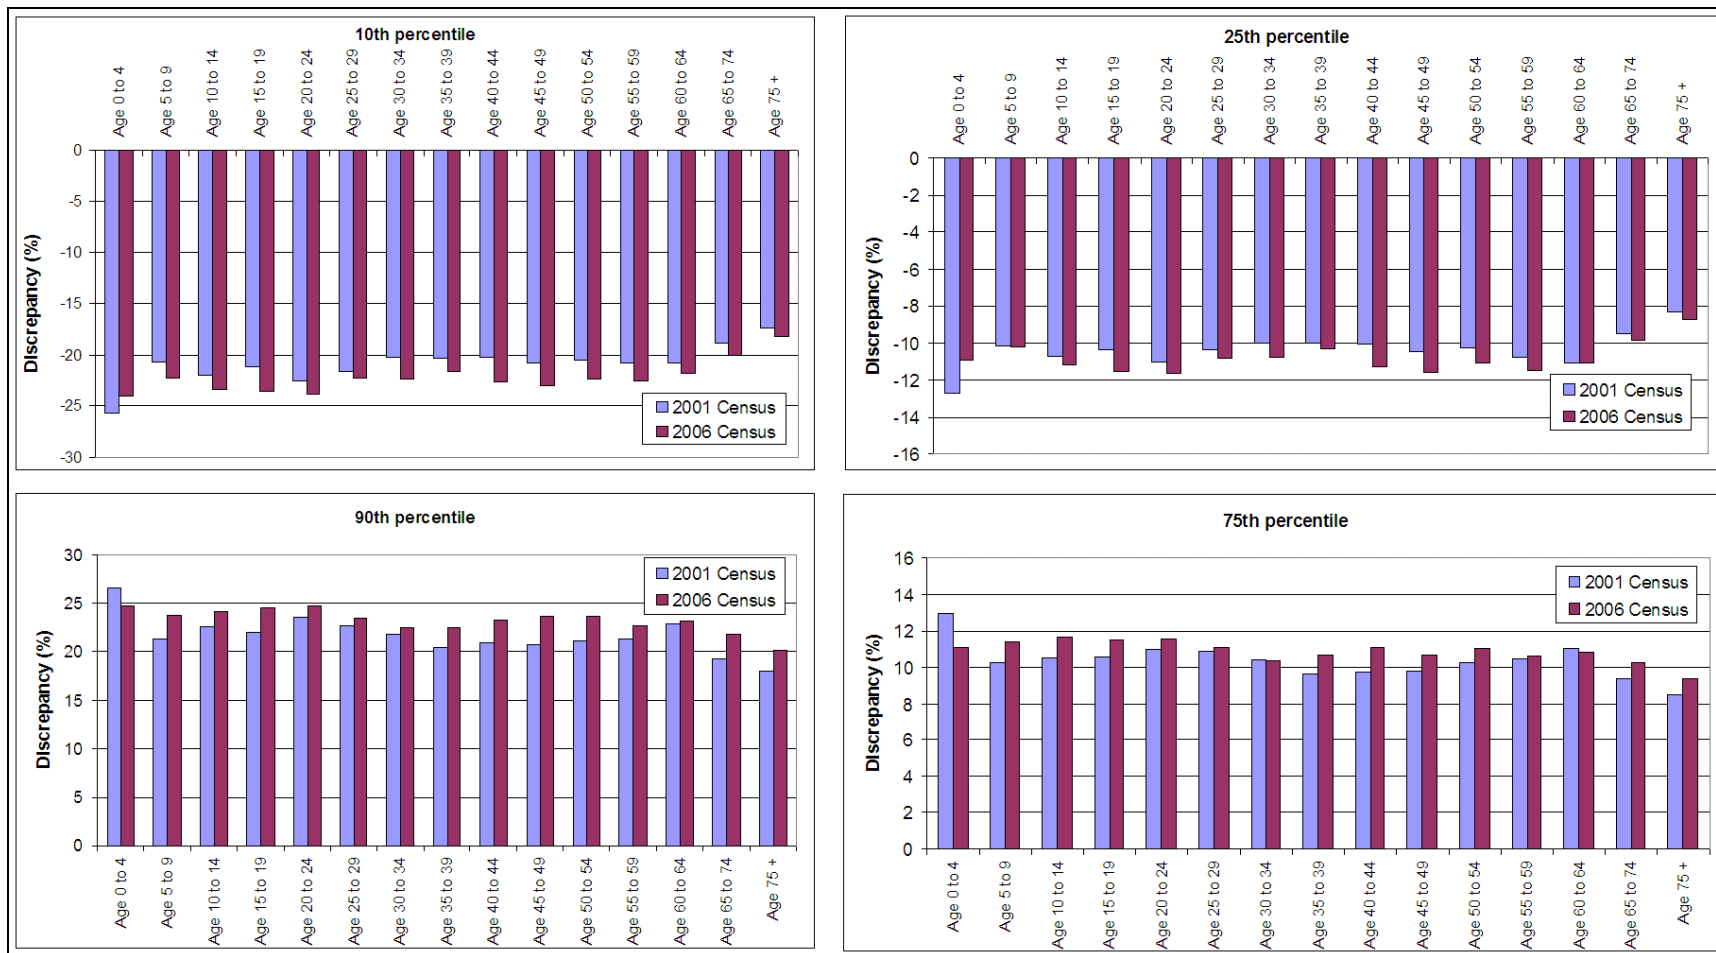 10th percentile
Age 0 to 4
Age 5 to 9
Age 10 to 14
Age 15 to 19
Age 20 to 24
Age 25 to 29
Age 30 to 34
Age 35 to 39
Age 40 to 44
Age 45 to 49
Age 50 to 54
Age 55 to 59
Age 60 to 64
Age 65 to 74
Age 75 +
0
-5
-10
-15
-20
-25
-30
Discrepancy (%)
2001 Census
2006 Census
25th percentile
Age 0 to 4
Age 5 to 9
Age 10 to 14
Age 15 to 19
Age 20 to 24
Age 25 to 29
Age 30 to 34
Age 35 to 39
Age 40 to 44
Age 45 to 49
Age 50 to 54
Age 55 to 59
Age 60 to 64
Age 65 to 74
Age 75 +
0
-2
-4
-6
-8
-10
-12
-14
-16
Discrepancy (%)
2001 Census
2006 Census
90th percentile
30
25
20
15
10
5
0
Discrepancy (%)
2001 Census
2006 Census
Age 0 to 4
Age 5 to 9
Age 10 to 14
Age 15 to 19
Age 20 to 24
Age 25 to 29
Age 30 to 34
Age 35 to 39
Age 40 to 44
Age 45 to 49
Age 50 to 54
Age 55 to 59
Age 60 to 64
Age 65 to 74
Age 75 +
75th percentile
16
14
12
10
8
6
4
2
0
Discrepancy (%)
2001 Census
2006 Census
Age 0 to 4
Age 5 to 9
Age 10 to 14
Age 15 to 19
Age 20 to 24
Age 25 to 29
Age 30 to 34
Age 35 to 39
Age 40 to 44
Age 45 to 49
Age 50 to 54
Age 55 to 59
Age 60 to 64
Age 65 to 74
Age 75 +